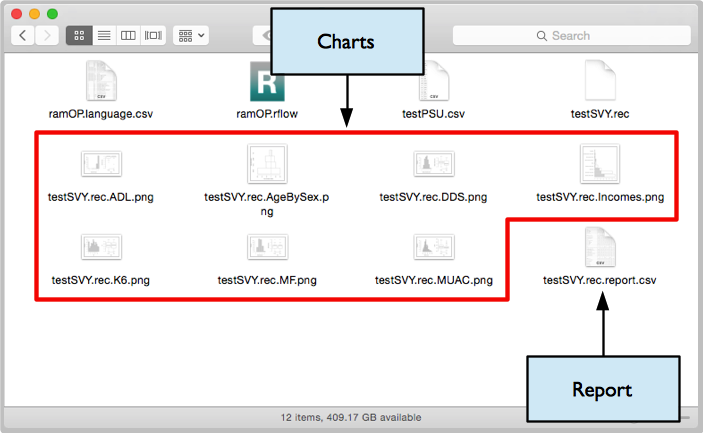 Charts
Search
ramOP.language.csv
ramOP.rflow
testPSU.csv
testSVY.rec
CSV
R
CSV
testSVY.rec.ADL.png
testSVY.rec.AgeBySex.p
ng
testSVY.rec.DDS.png
testSVY.rec.Incomes.png
testSVY.rec.K6.png
testSVY.rec.MF.png
testSVY.rec.MUAC.png
CSV
testSVY.rec.report.csv
Report
12 items, 409.17 GB available